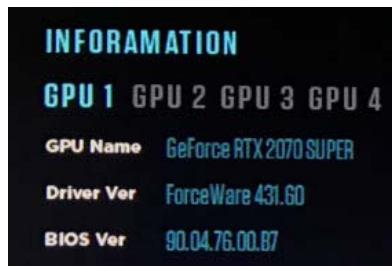 INFORAMATION
GPU 1 GPU 2 GPU 3 GPU 4
GPU Name GeForce RTX 2070 SUPER
Driver Ver ForceWare 431.60
BIOS Ver 90.04.76.00.B7